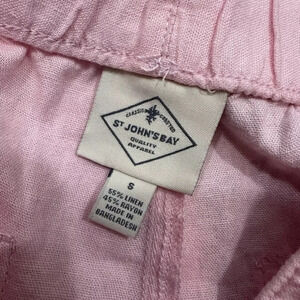 CLASSIC CRAFTED
ST JOHN'S BAY
QUALITY
APPAREL
S
55% LINEN
45% RAYON
MADE IN
BANGLADESH